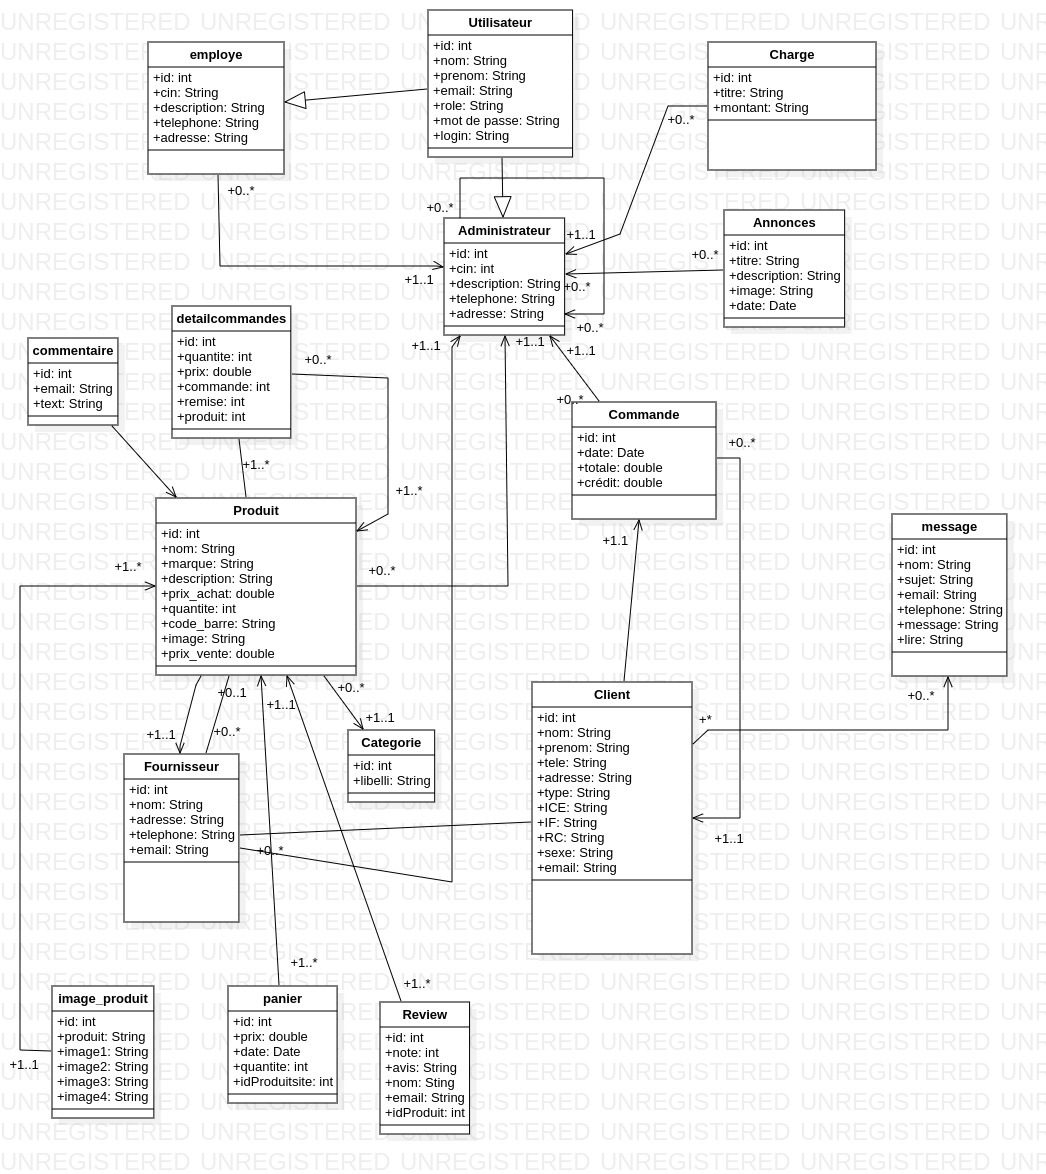 Utilisateur
+id: int
+nom: String
+prenom: String
+email: String
+role: String
+mot de passe: String
+login: String
employe
+id: int
+cin: String
+description: String
+telephone: String
+adresse: String
Charge
+id: int
+titre: String
+montant: String
+0..*
+0..*
+0..*
Administrateur
+id: int
+cin: int
+description: String
+telephone: String
+adresse: String
+1..1
+1..1
+0..*
+0..*
+0..*
Annonces
+id: int
+titre: String
+description: String
+image: String
+date: Date
detailcommandes
+id: int
+quantite: int
+prix: double
+commande: int
+remise: int
+produit: int
+0..*
commentaire
+id: int
+email: String
+text: String
+1..1
+1..1
+1..1
+0..*
Commande
+id: int
+date: Date
+totale: double
+crédit: double
+0..*
+1..*
+1..*
Produit
+id: int
+nom: String
+marque: String
+description: String
+prix_achat: double
+quantite: int
+code_barre: String
+image: String
+prix_vente: double
+1..*
+0..*
+1.1
message
+id: int
+nom: String
+sujet: String
+email: String
+telephone: String
+message: String
+lire: String
+0..*
+0..1
+1..1
+0..*
+1..1
+0..*
+1..1
Categorie
+id: int
+libelli: String
Fournisseur
+id: int
+nom: String
+adresse: String
+telephone: String
+email: String
+0..*
Client
+id: int
+nom: String
+prenom: String
+tele: String
+adresse: String
+type: String
+ICE: String
+IF: String
+RC: String
+sexe: String
+email: String
+*
+1..1
image_produit
+id: int
+produit: String
+image1: String
+image2: String
+image3: String
+image4: String
+1..1
+1..*
panier
+id: int
+prix: double
+date: Date
+quantite: int
+idProduitsite: int
+1..*
Review
+id: int
+note: int
+avis: String
+nom: Sting
+email: String
+idProduit: int
UNREGISTERED